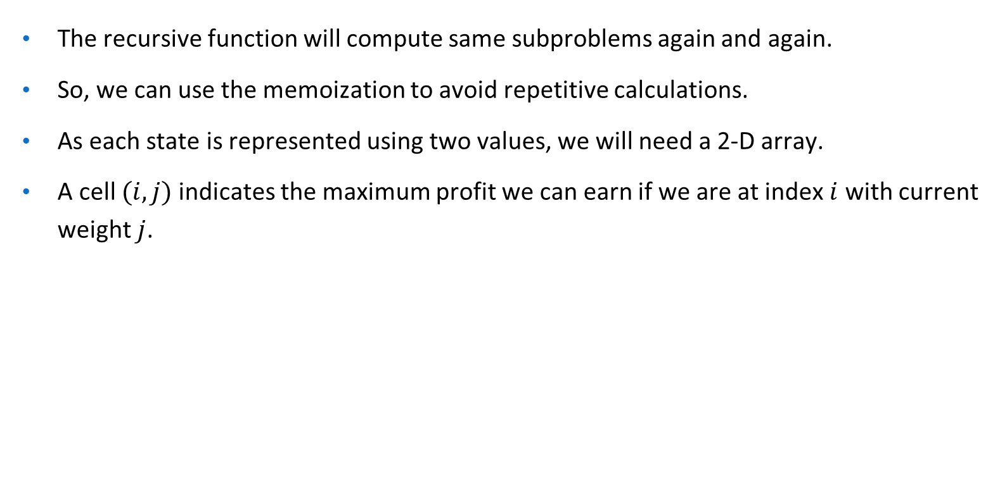 • The recursive function will compute same subproblems again and again.
• So, we can use the memoization to avoid repetitive calculations.
• As each state is represented using two values, we will need a 2-D array.
• A cell (i, j) indicates the maximum profit we can earn if we are at index i with current
weight j.